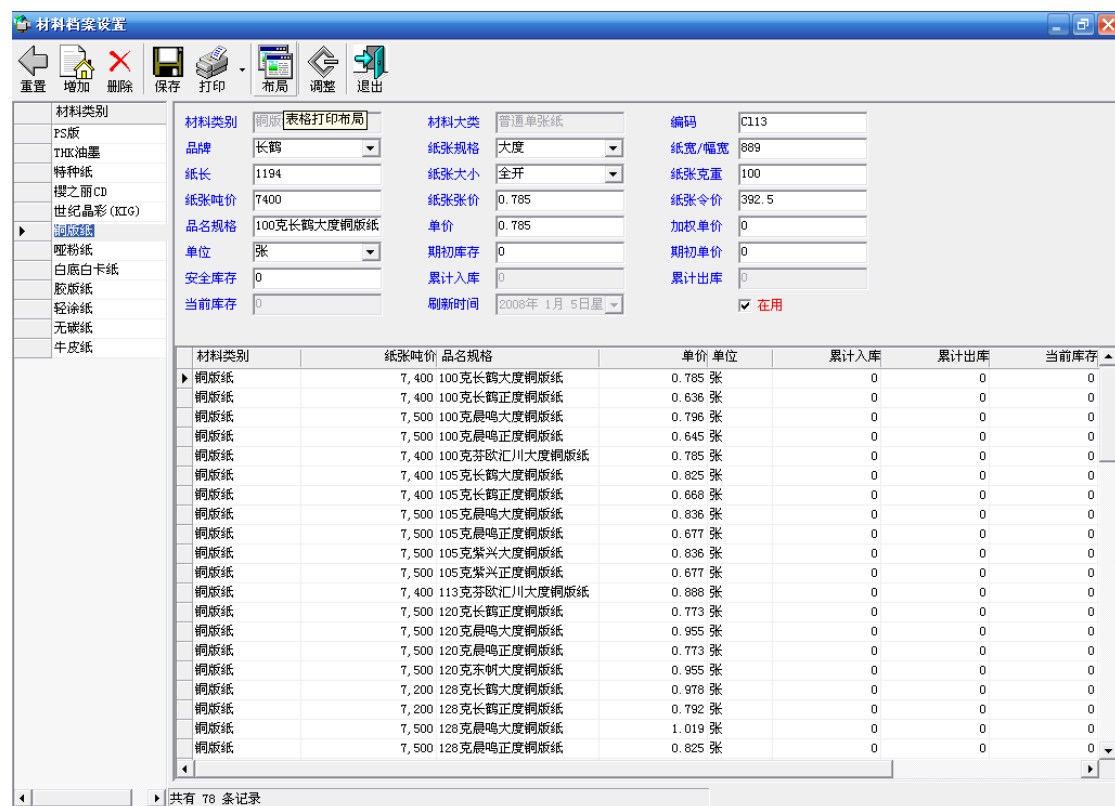 材料档案设置
重置 增加 删除 保存 打印 布局 调整 退出
材料类别
PS版
THK油墨
特种纸
樱之丽CD
世纪晶彩(KIG)
铜版纸
哑粉纸
白底白卡纸
胶版纸
轻涂纸
无碳纸
牛皮纸
材料类别 铜版 表格打印布局 材料大类 普通单张纸 编码 C113
品牌 长鹤 纸张规格 大度 纸宽/幅宽 889
纸长 1194 纸张大小 全开 纸张克重 100
纸张吨价 7400 纸张张价 0.785 纸张令价 392.5
品名规格 100克长鹤大度铜版纸 单价 0.785 加权单价 0
单位 张 期初库存 0 期初单价 0
安全库存 0 累计入库 0 累计出库 0
当前库存 0 刷新时间 2008年 1月 5日星 在用
材料类别 纸张吨价 品名规格 单价 单位 累计入库 累计出库 当前库存
铜版纸 7,400 100克长鹤大度铜版纸 0.785 张 0 0 0
铜版纸 7,400 100克长鹤正度铜版纸 0.636 张 0 0 0
铜版纸 7,500 100克晨鸣大度铜版纸 0.796 张 0 0 0
铜版纸 7,500 100克晨鸣正度铜版纸 0.645 张 0 0 0
铜版纸 7,400 100克芬欧汇川大度铜版纸 0.785 张 0 0 0
铜版纸 7,400 105克长鹤大度铜版纸 0.825 张 0 0 0
铜版纸 7,400 105克长鹤正度铜版纸 0.668 张 0 0 0
铜版纸 7,500 105克晨鸣大度铜版纸 0.836 张 0 0 0
铜版纸 7,500 105克晨鸣正度铜版纸 0.677 张 0 0 0
铜版纸 7,500 105克紫兴大度铜版纸 0.836 张 0 0 0
铜版纸 7,500 105克紫兴正度铜版纸 0.677 张 0 0 0
铜版纸 7,400 113克芬欧汇川大度铜版纸 0.888 张 0 0 0
铜版纸 7,500 120克长鹤正度铜版纸 0.773 张 0 0 0
铜版纸 7,500 120克晨鸣大度铜版纸 0.955 张 0 0 0
铜版纸 7,500 120克晨鸣正度铜版纸 0.773 张 0 0 0
铜版纸 7,500 120克东帆大度铜版纸 0.955 张 0 0 0
铜版纸 7,200 128克长鹤大度铜版纸 0.978 张 0 0 0
铜版纸 7,200 128克长鹤正度铜版纸 0.792 张 0 0 0
铜版纸 7,500 128克晨鸣大度铜版纸 1.019 张 0 0 0
铜版纸 7,500 128克晨鸣正度铜版纸 0.825 张 0 0 0
共有 78 条记录